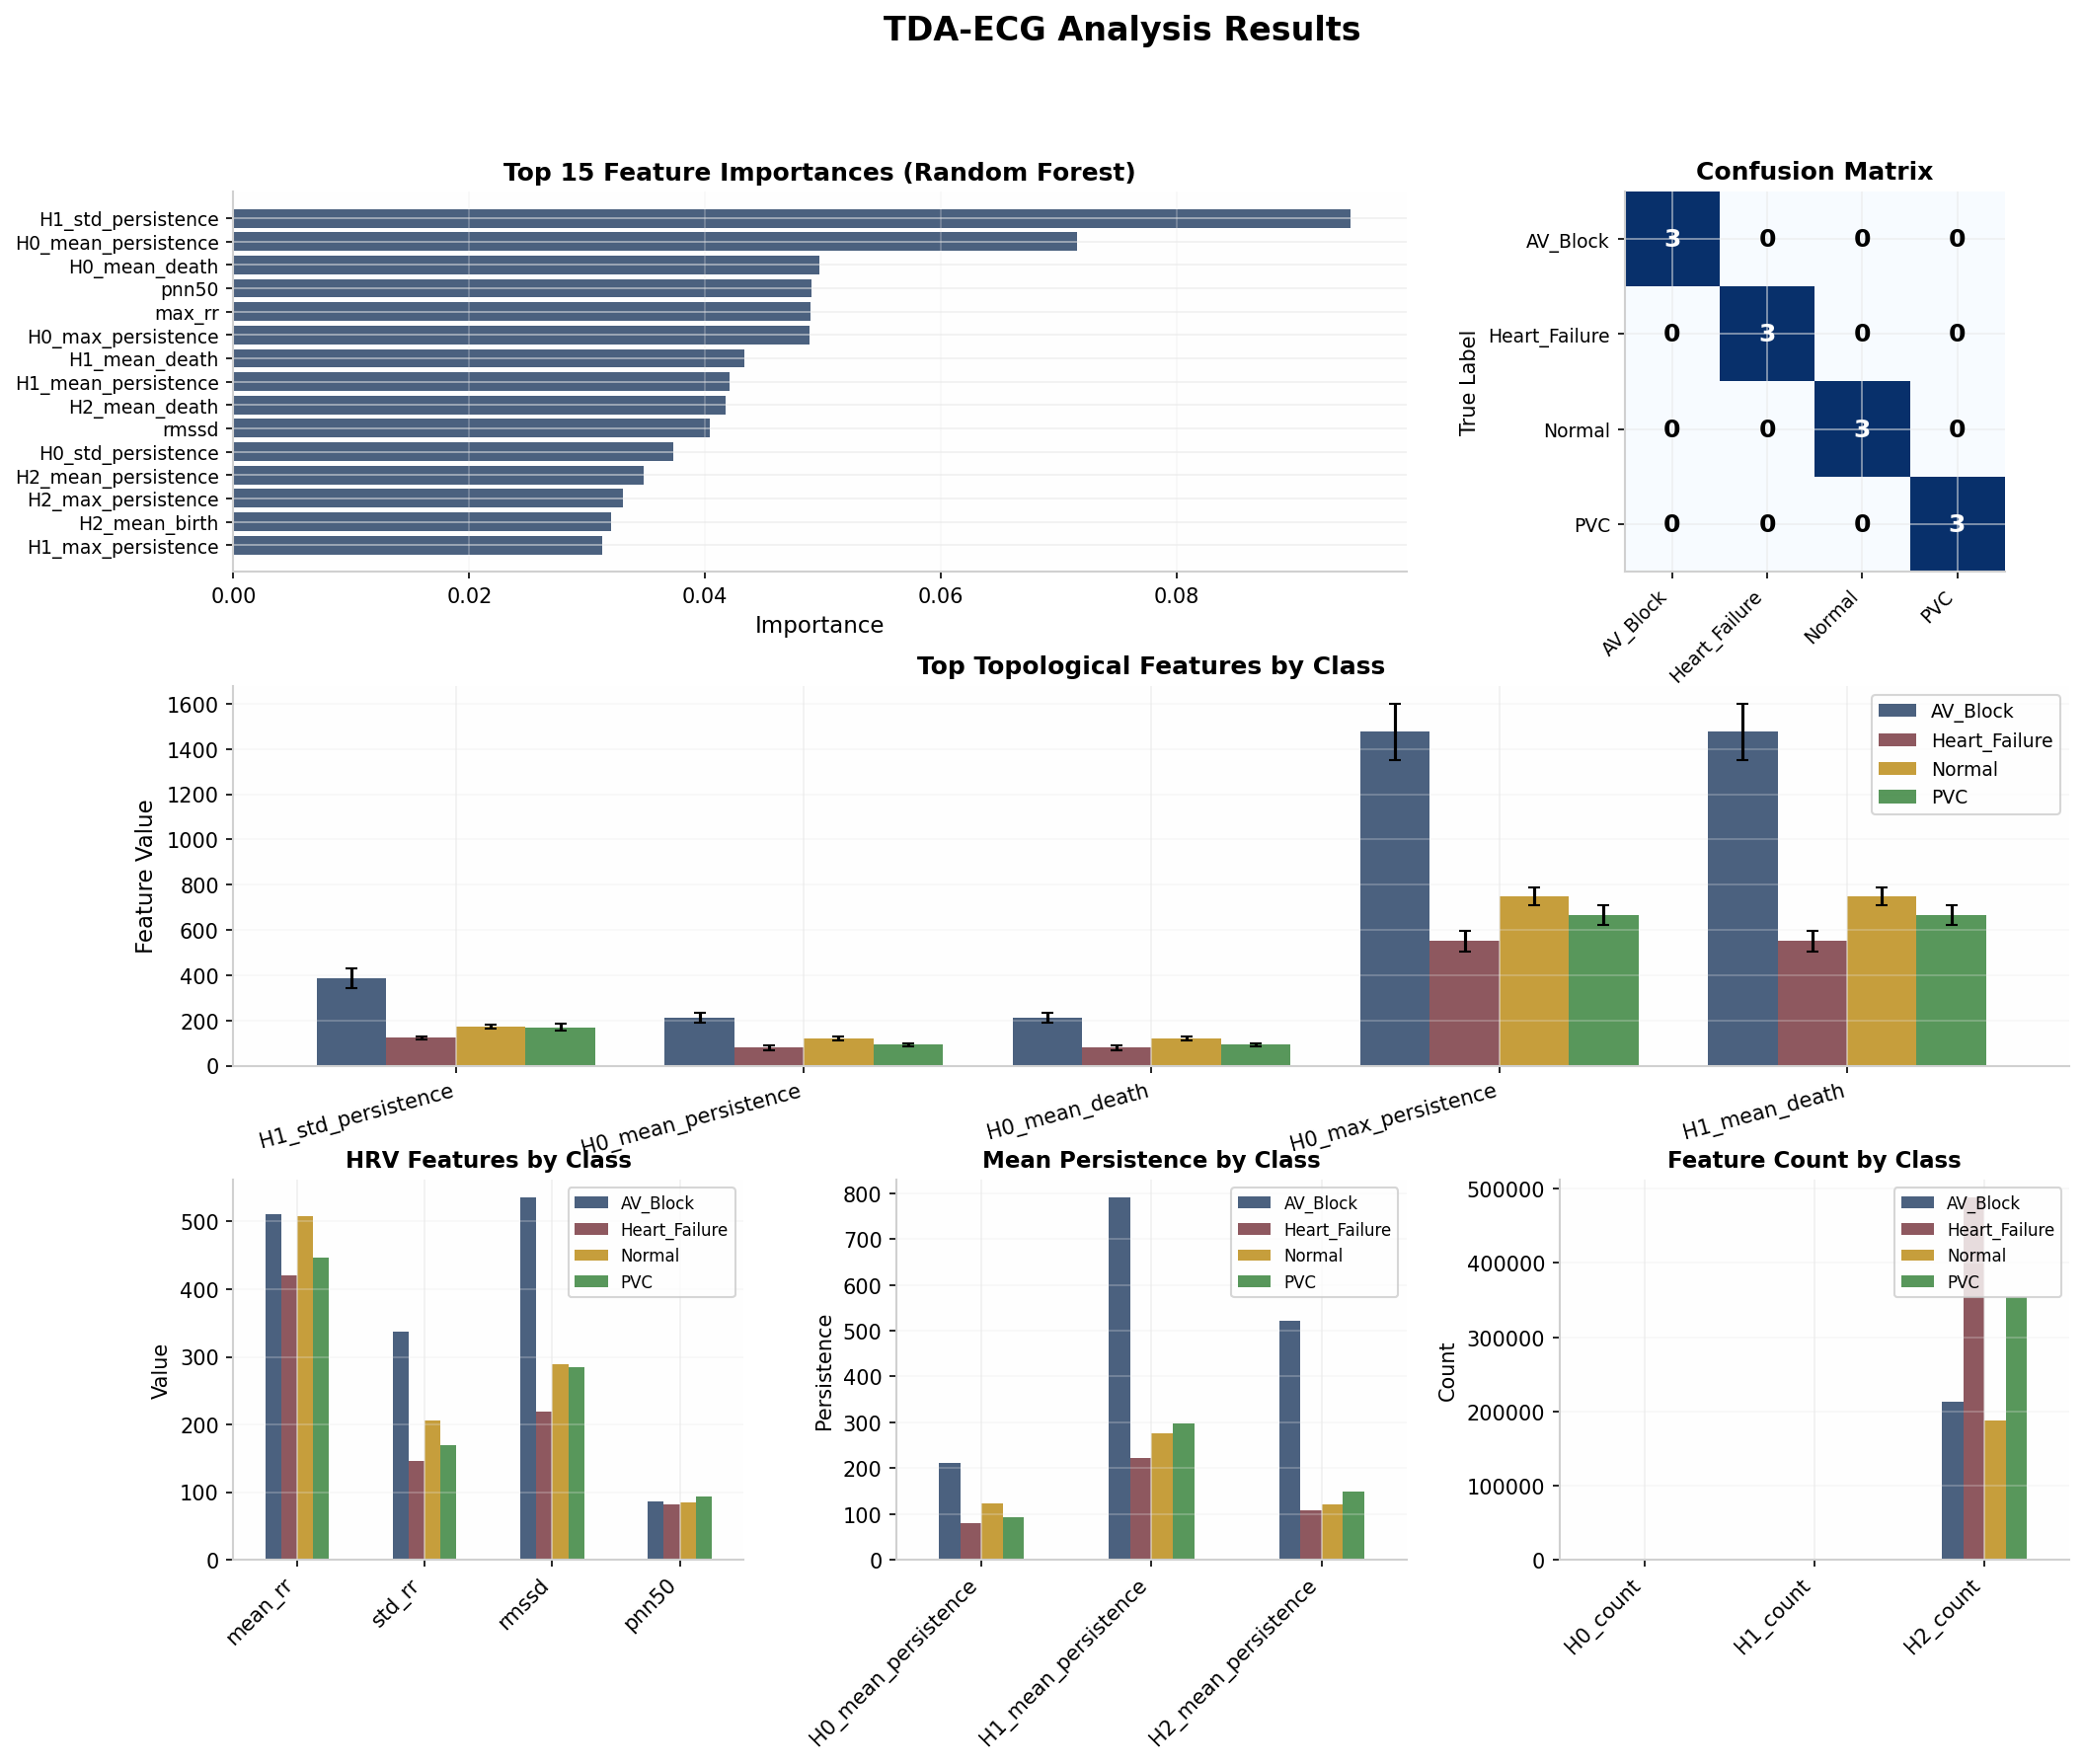 TDA-ECG Analysis Results
Top 15 Feature Importances (Random Forest)
H1_std_persistence
H0_mean_persistence
H0_mean_death
pnn50
max_rr
H0_max_persistence
H1_mean_death
H1_mean_persistence
H2_mean_death
rmssd
H0_std_persistence
H2_mean_persistence
H2_max_persistence
H2_mean_birth
H1_max_persistence
0.00 0.02 0.04 0.06 0.08
Importance
Confusion Matrix
True Label
AV_Block 3 0 0 0
Heart_Failure 0 3 0 0
Normal 0 0 3 0
PVC 0 0 0 3
AV_Block Heart_Failure Normal PVC
Top Topological Features by Class
Feature Value
1600
1400
1200
1000
800
600
400
200
0
AV_Block
Heart_Failure
Normal
PVC
H1_std_persistence H0_mean_persistence H0_mean_death H0_max_persistence H1_mean_death
HRV Features by Class
Value
500
400
300
200
100
0
AV_Block
Heart_Failure
Normal
PVC
mean_rr std_rr rmssd pnn50
Mean Persistence by Class
Persistence
800
700
600
500
400
300
200
100
0
AV_Block
Heart_Failure
Normal
PVC
H0_mean_persistence H1_mean_persistence H2_mean_persistence
Feature Count by Class
Count
500000
400000
300000
200000
100000
0
AV_Block
Heart_Failure
Normal
PVC
H0_count H1_count H2_count